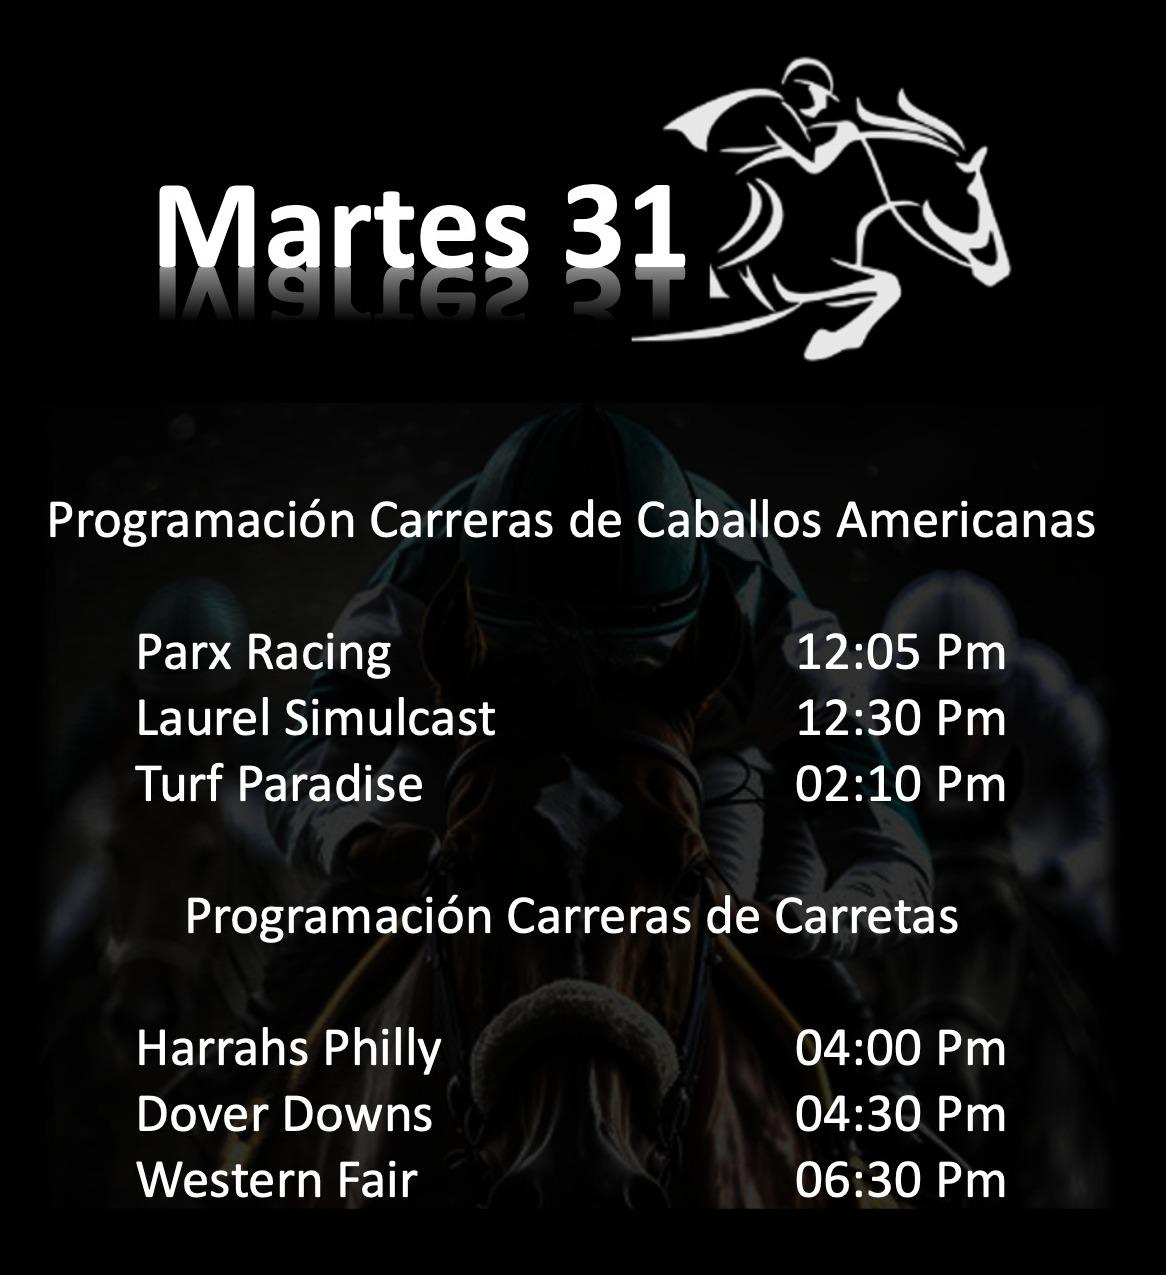 Martes 31
Programación Carreras de Caballos Americanas
Parx Racing 12:05 Pm
Laurel Simulcast 12:30 Pm
Turf Paradise 02:10 Pm
Programación Carreras de Carretas
Harrahs Philly 04:00 Pm
Dover Downs 04:30 Pm
Western Fair 06:30 Pm